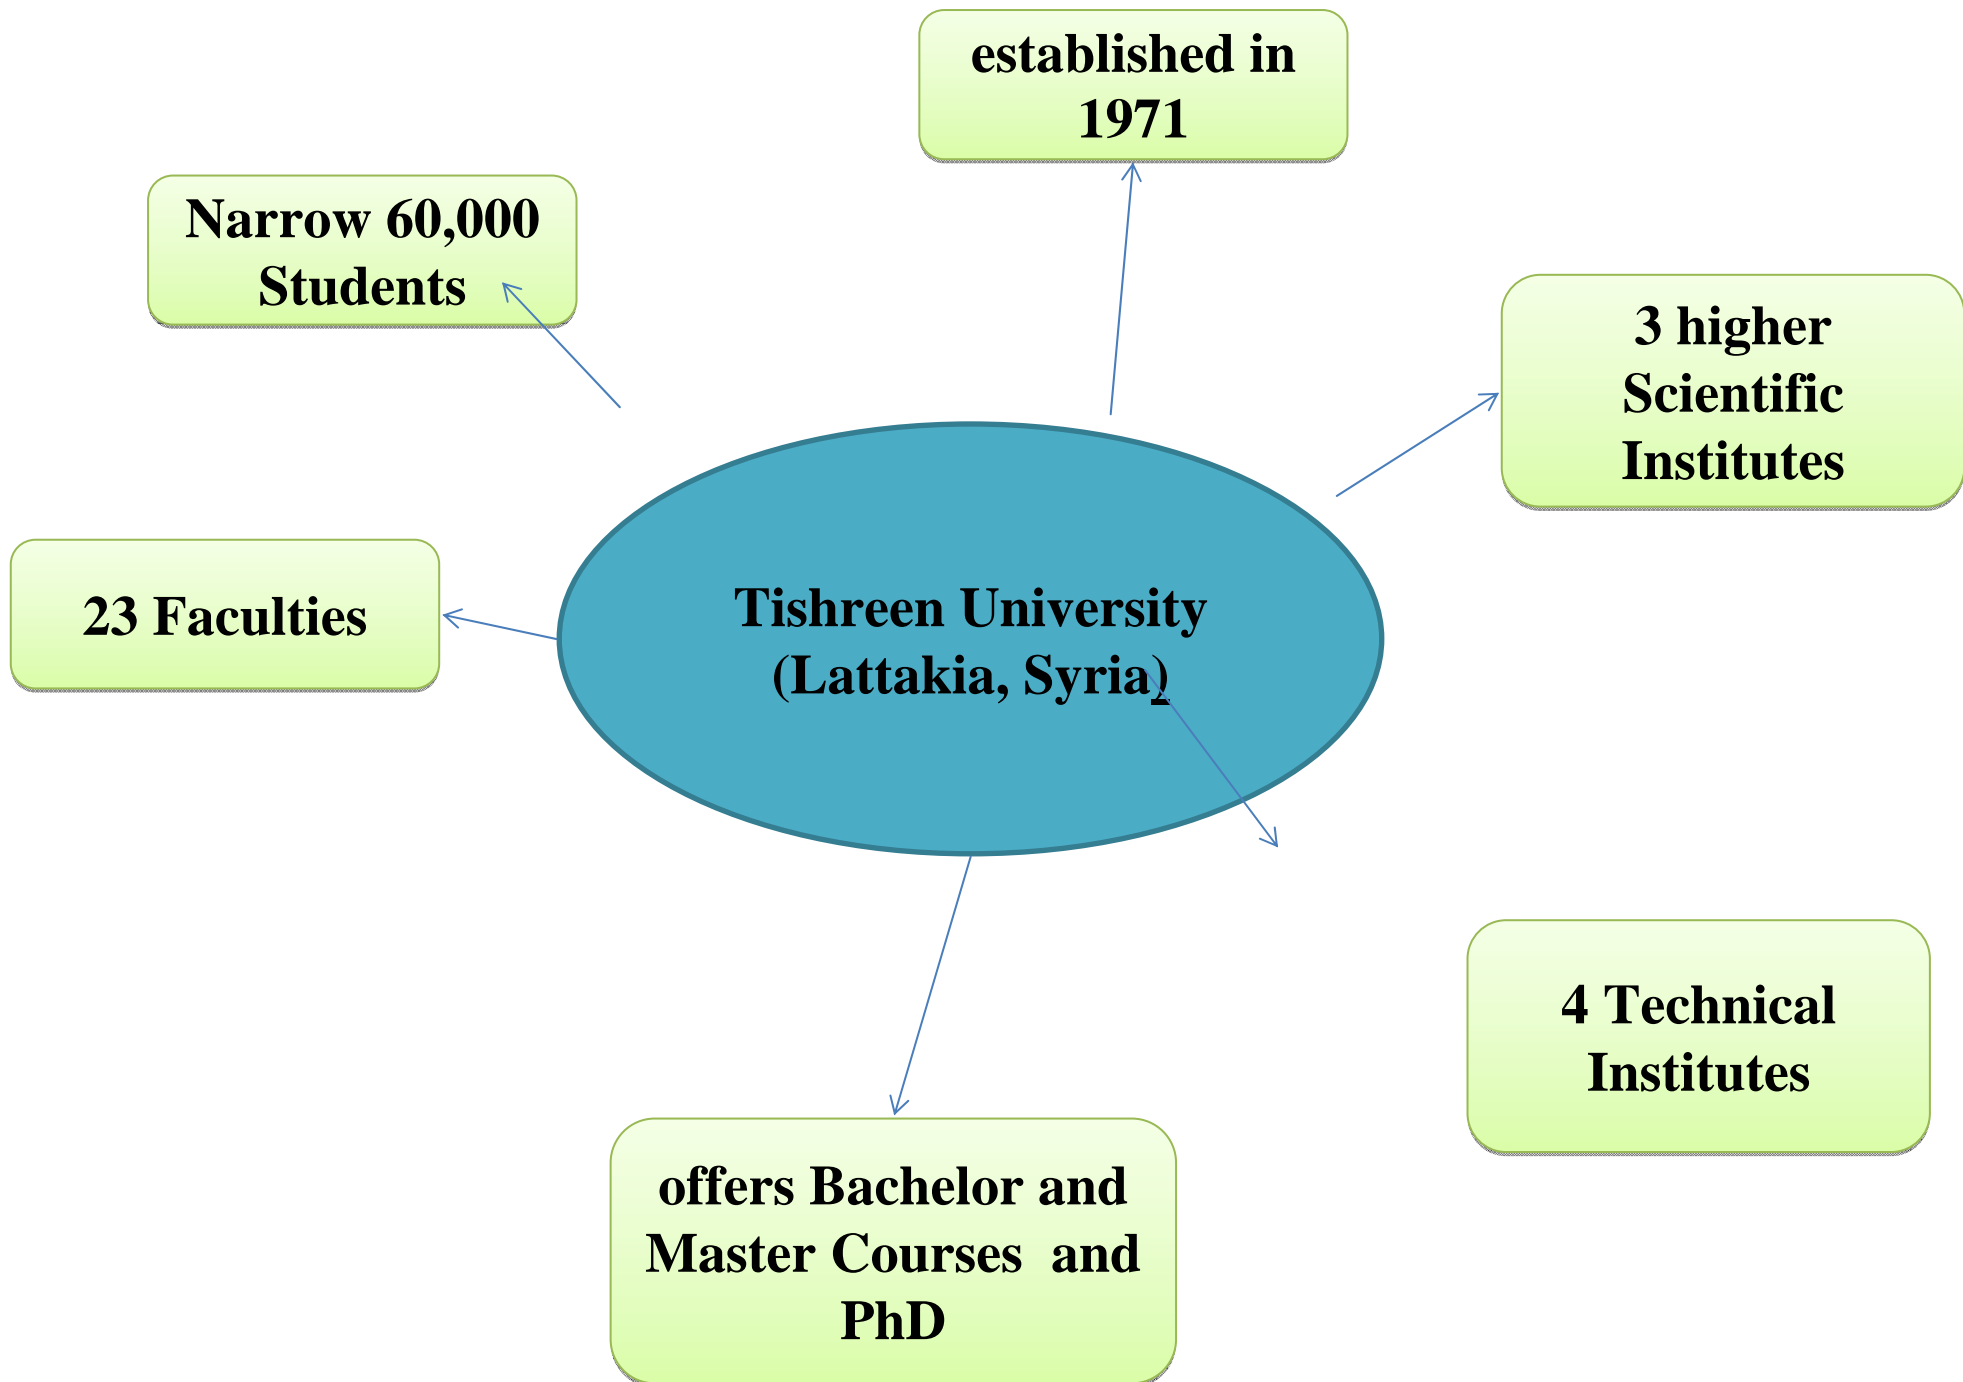 established in
1971
Narrow 60,000
Students
3 higher
Scientific
Institutes
23 Faculties
Tishreen University
(Lattakia, Syria)
4 Technical
Institutes
offers Bachelor and
Master Courses  and
PhD